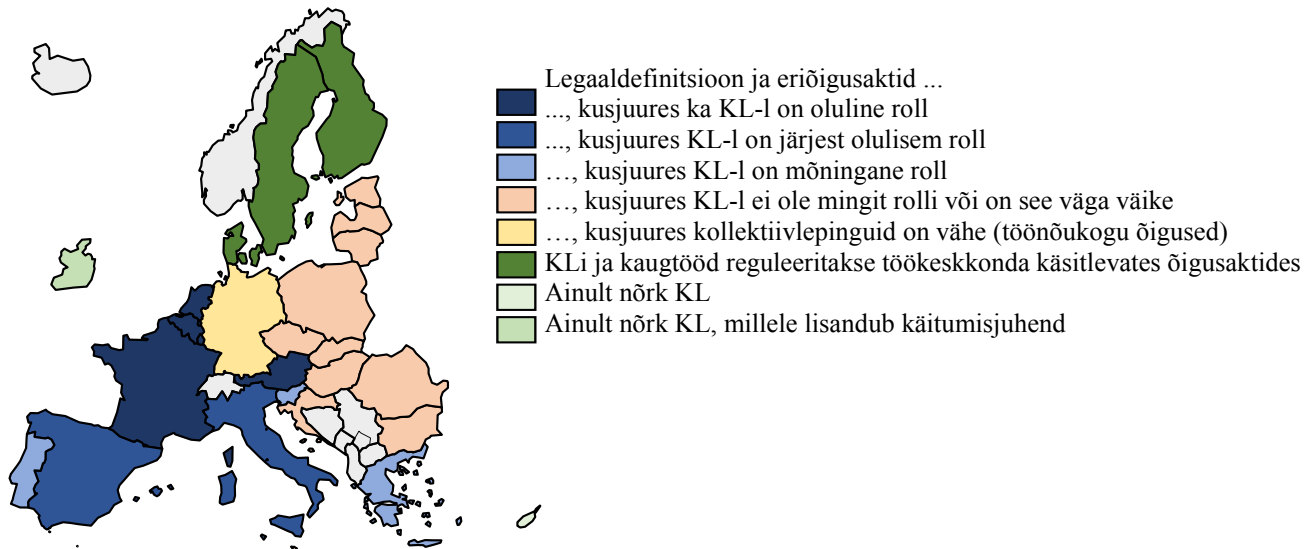 Legaaldefinitsioon ja eriõigusaktid ...
..., kusjuures ka KL-l on oluline roll
..., kusjuures KL-l on järjest olulisem roll
…, kusjuures KL-l on mõningane roll
…, kusjuures KL-l ei ole mingit rolli või on see väga väike
…, kusjuures kollektiivlepinguid on vähe (töönõukogu õigused)
KLi ja kaugtööd reguleeritakse töökeskkonda käsitlevates õigusaktides
Ainult nõrk KL
Ainult nõrk KL, millele lisandub käitumisjuhend